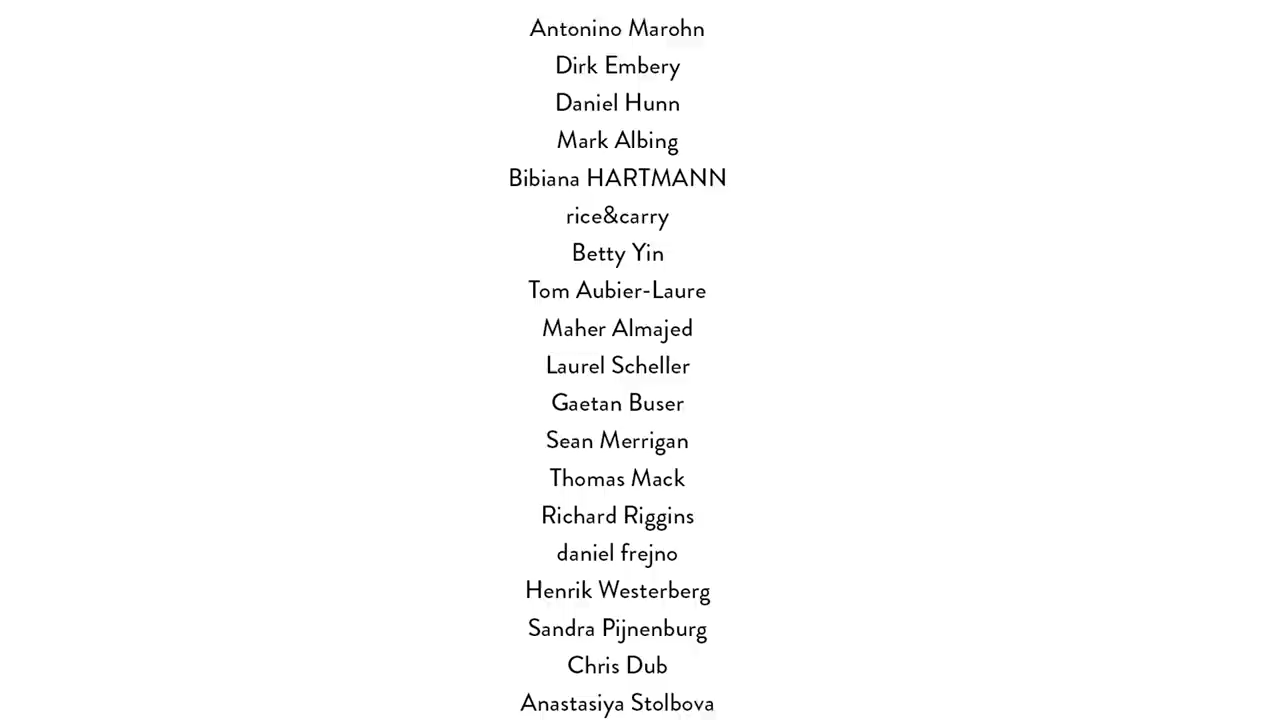 Antonino Marohn
Dirk Embery
Daniel Hunn
Mark Albing
Bibiana HARTMANN
rice&carry
Betty Yin
Tom Aubier-Laure
Maher Almajed
Laurel Scheller
Gaetan Buser
Sean Merrigan
Thomas Mack
Richard Riggins
daniel frejno
Henrik Westerberg
Sandra Pijnenburg
Chris Dub
Anastasiya Stolbova